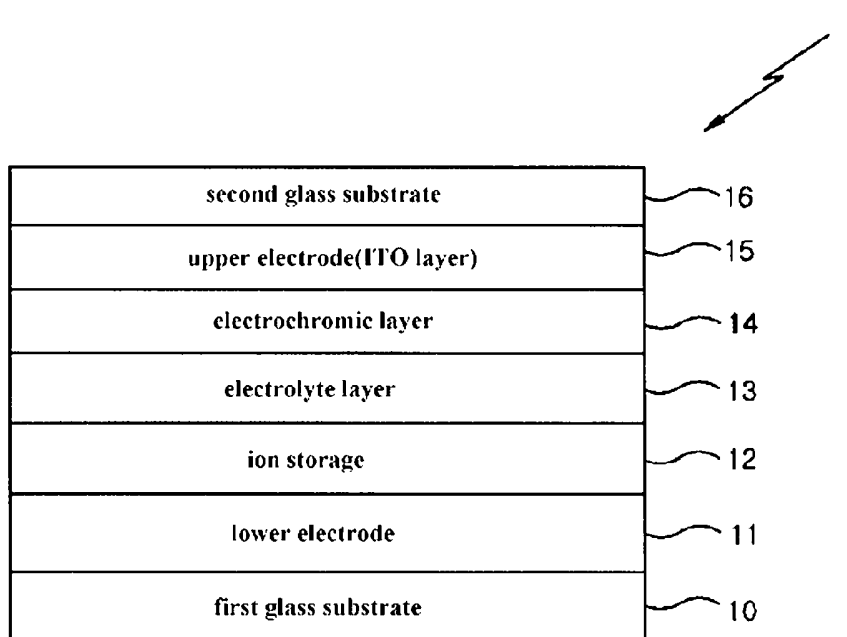 second glass substrate 16
upper electrode(ITO layer) 15
electrochromic layer 14
electrolyte layer 13
ion storage 12
lower electrode 11
first glass substrate 10